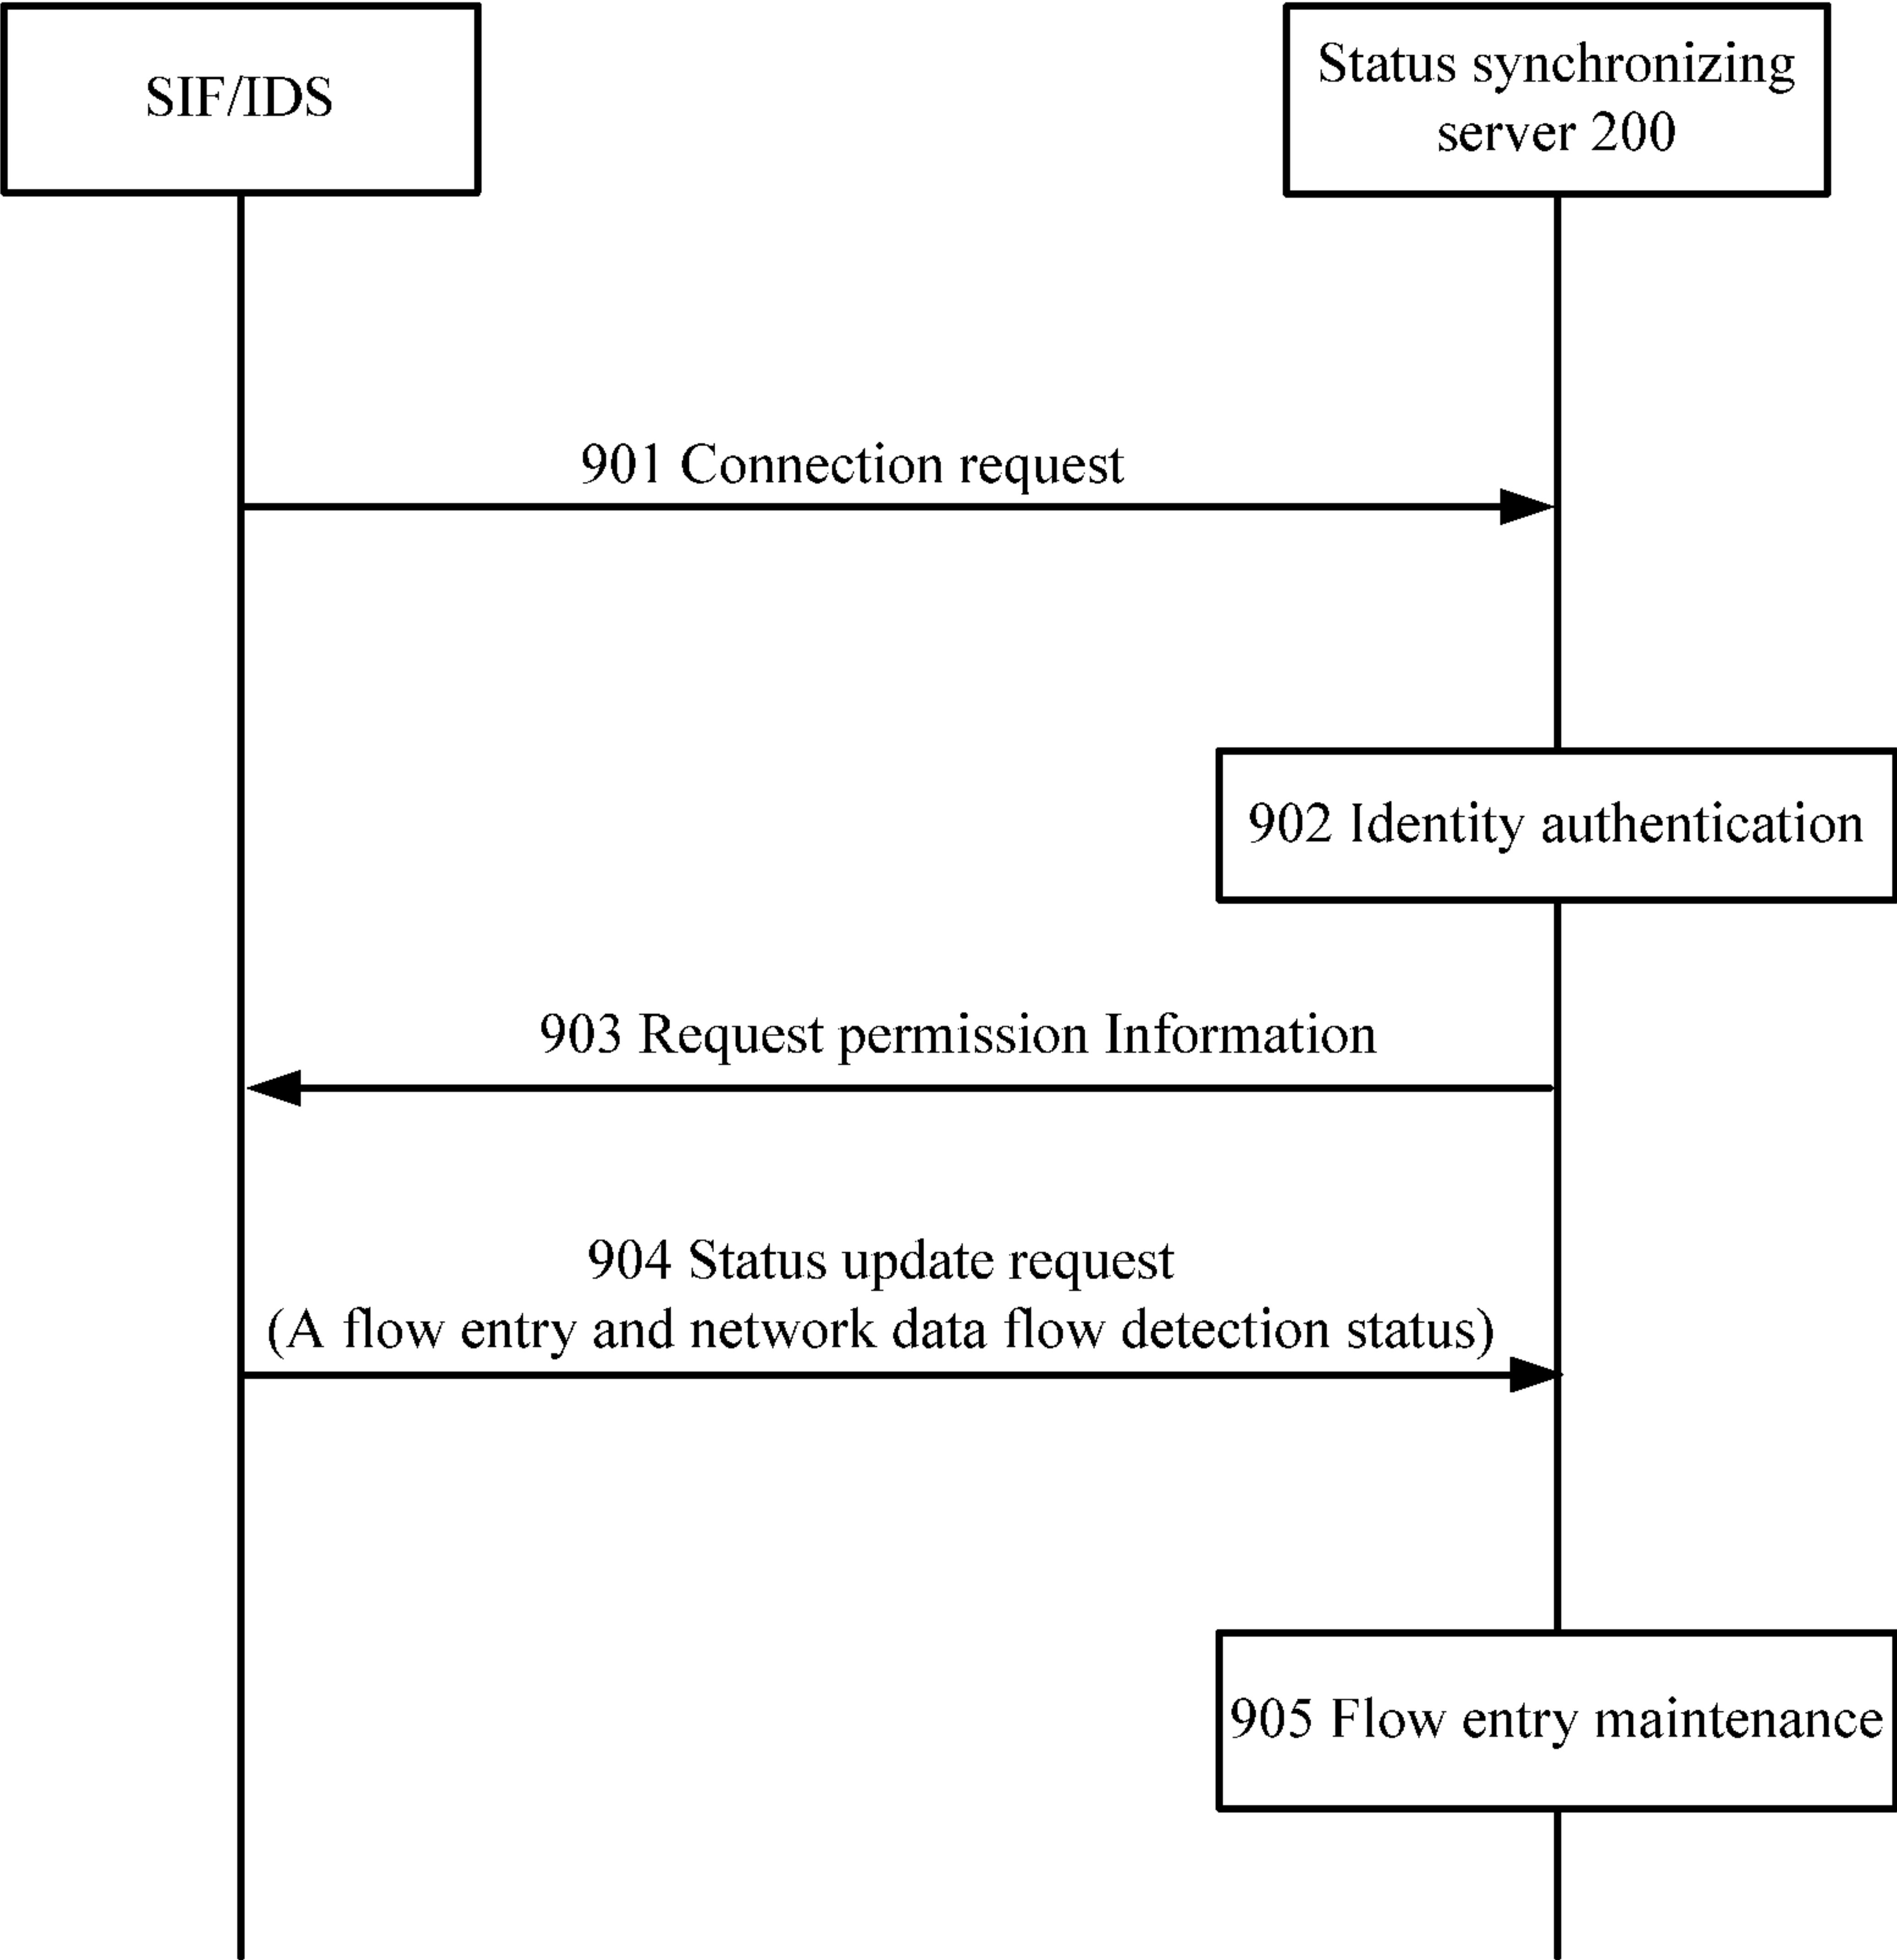 SIF/IDS
Status synchronizing
server 200
901 Connection request
902 Identity authentication
903 Request permission Information
904 Status update request
(A flow entry and network data flow detection status)
905 Flow entry maintenance